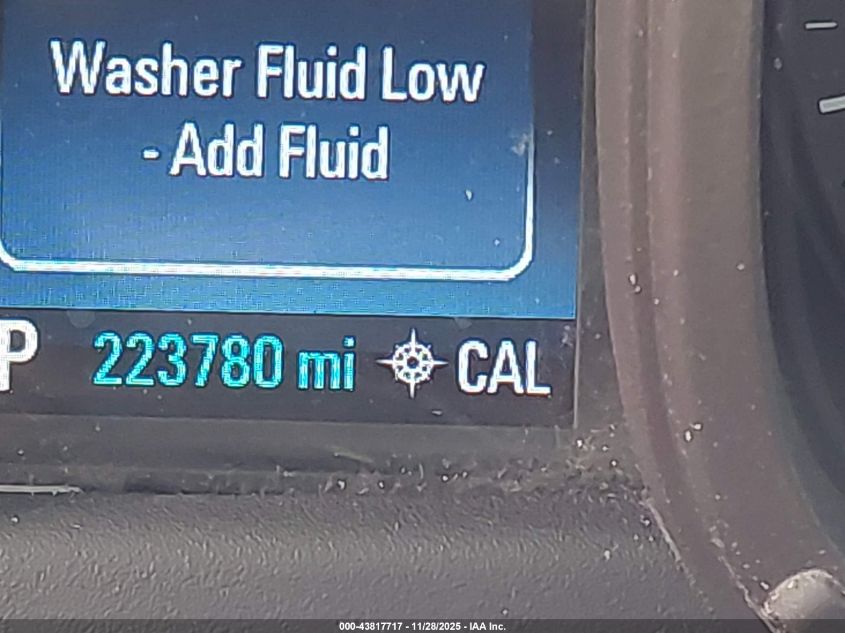 Washer Fluid Low
- Add Fluid
P 223780 mi CAL
000-43817717 - 11/28/2025 - IAA Inc.